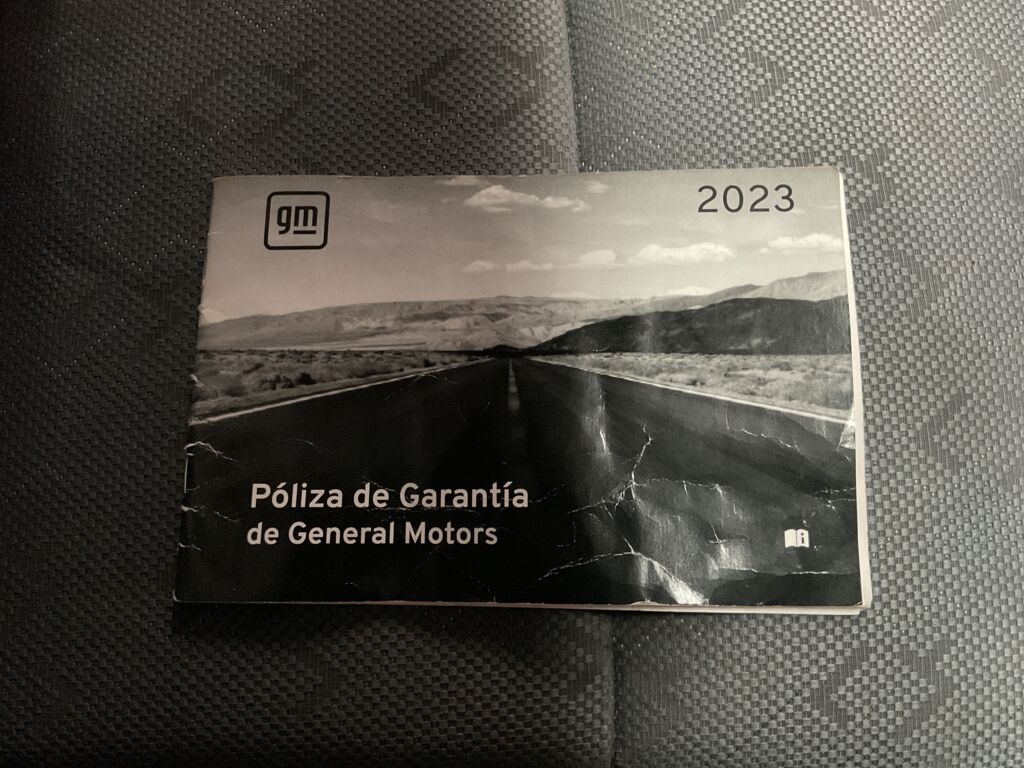 gm
2023
Póliza de Garantía
de General Motors
i